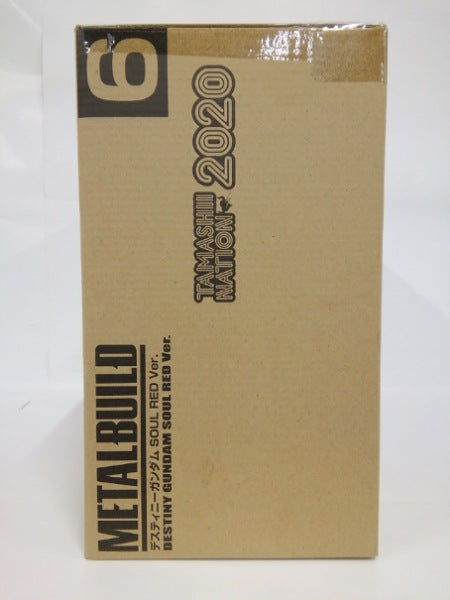 6
TAMASHIII
NATION 2020
METALBUILD
デスティニーガンダム SOUL RED Ver.
DESTINY GUNDAM SOUL RED Ver.